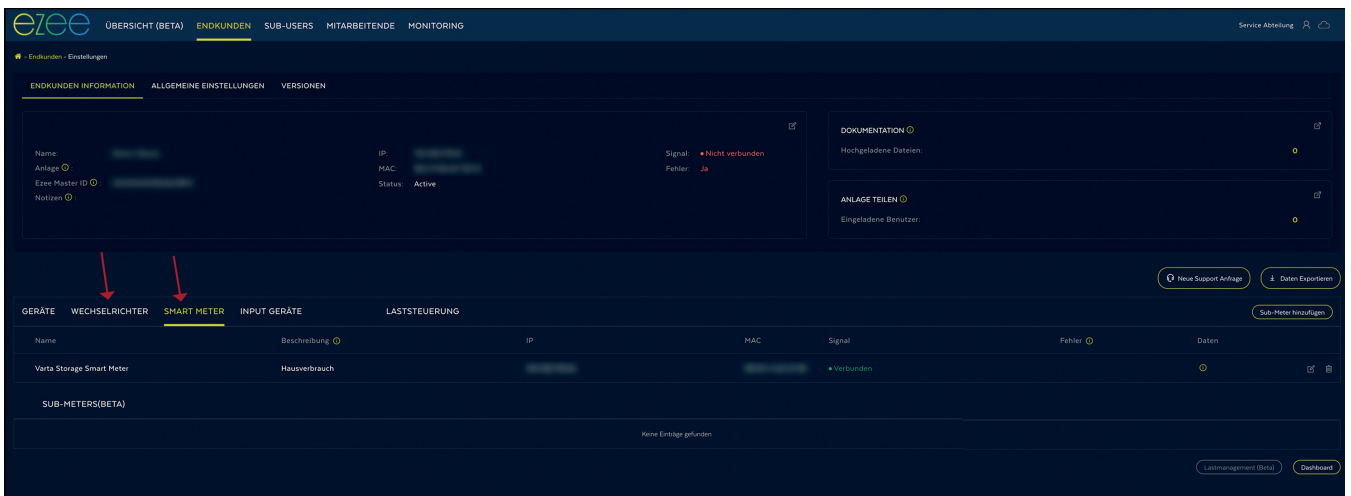 ezee ÜBERSICHT (BETA) ENDKUNDEN SUB-USERS MITARBEITENDE MONITORING Service Abteilung
- Endkunden - Einstellungen
ENDKUNDEN INFORMATION ALLGEMEINE EINSTELLUNGEN VERSIONEN
Name: IP: Signal: • Nicht verbunden
Anlage : MAC: Fehler: Ja
Ezee Master ID : Status: Active
Notizen :
DOKUMENTATION
Hochgeladene Dateien: 0
ANLAGE TEILEN
Eingeladene Benutzer: 0
Neue Support Anfrage Daten Exportieren
GERÄTE WECHSELRICHTER SMART METER INPUT GERÄTE LASTSTEUERUNG Sub-Meter hinzufügen
Name Beschreibung IP MAC Signal Fehler Daten
Varta Storage Smart Meter Hausverbrauch • Verbunden
SUB-METERS(BETA)
Keine Einträge gefunden
Lastmanagement (Beta) Dashboard